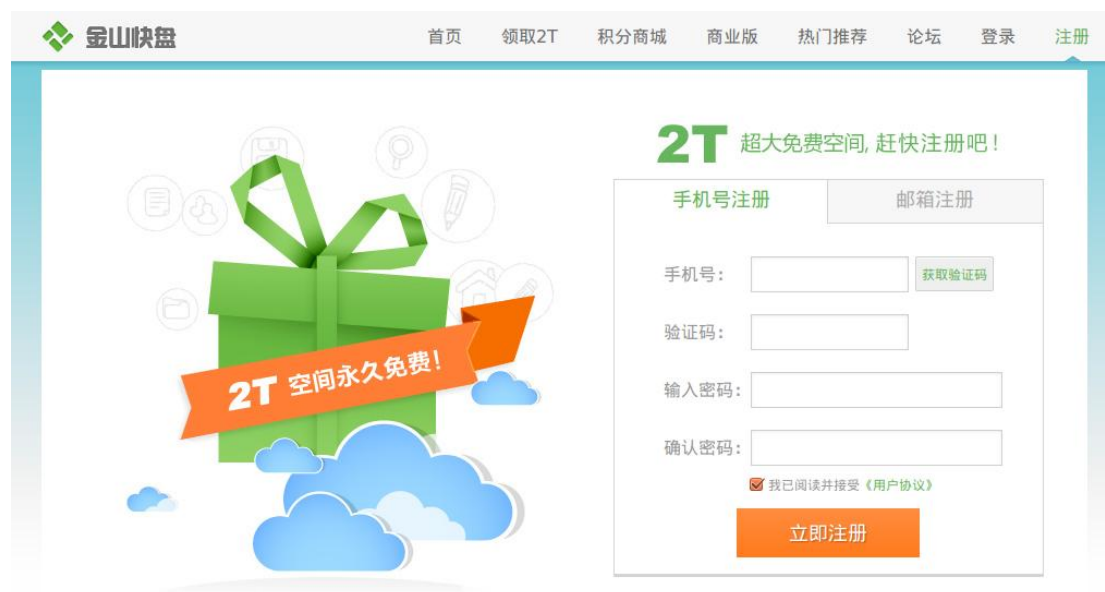 金山快盘
首页 领取2T 积分商城 商业版 热门推荐 论坛 登录 注册
2T 超大免费空间, 赶快注册吧！
手机号注册 邮箱注册
手机号： 获取验证码
验证码：
输入密码：
确认密码：
我已阅读并接受《用户协议》
立即注册
2T 空间永久免费！